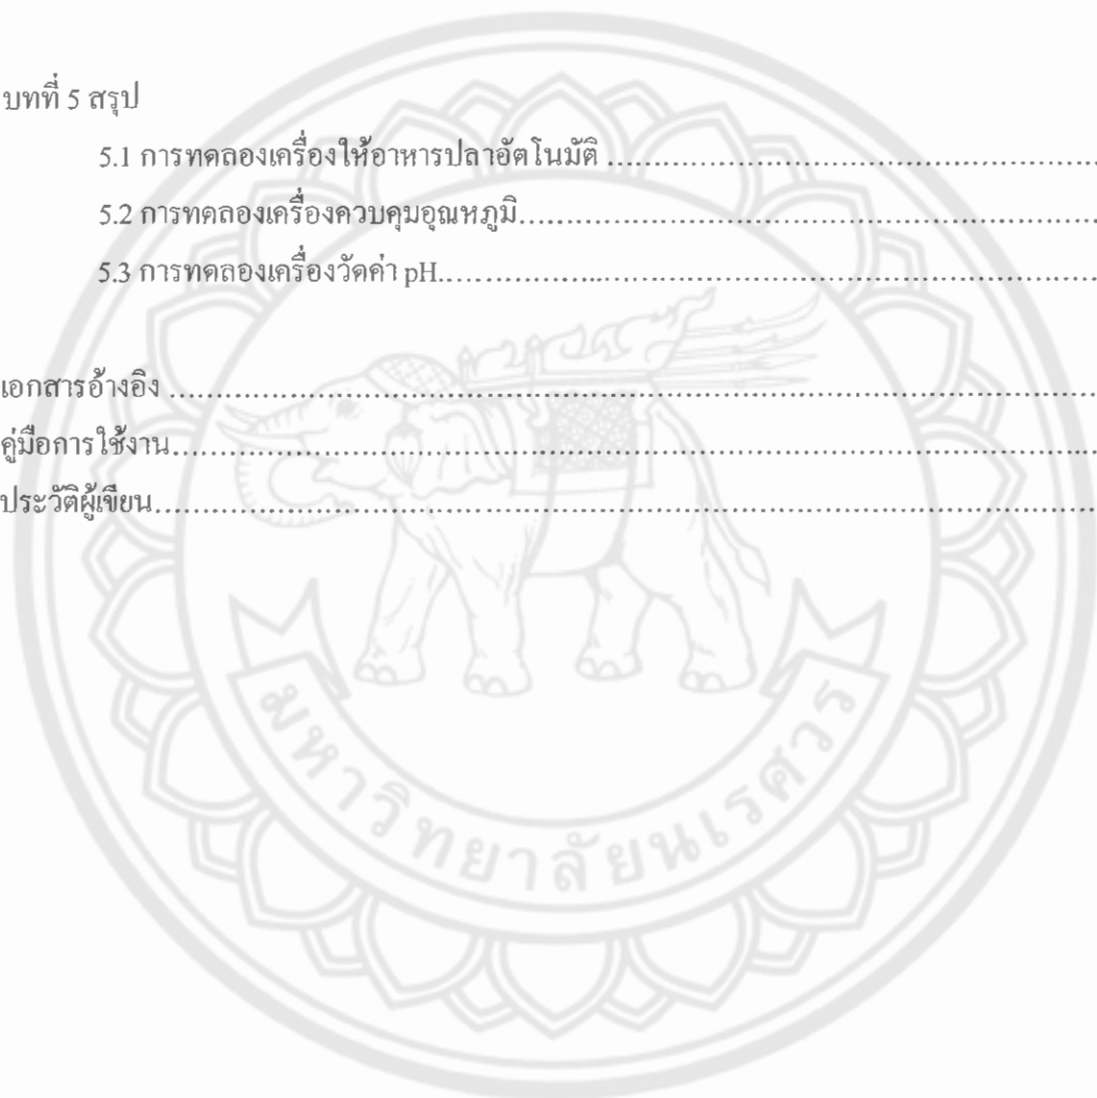 บทที่ 5 สรุป
5.1 การทดลองเครื่องให้อาหารปลาอัตโนมัติ ................................................
5.2 การทดลองเครื่องควบคุมอุณหภูมิ................................................
5.3 การทดลองเครื่องวัดค่า pH................................................
เอกสารอ้างอิง ................................................
คู่มือการใช้งาน................................................
ประวัติผู้เขียน................................................
มหาวิทยาลัยนเรศวร